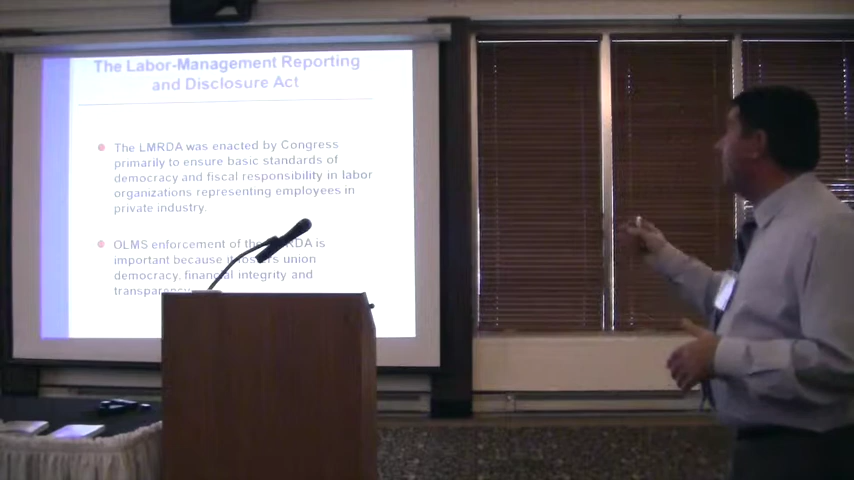 The Labor-Management Reporting
and Disclosure Act
The LMRDA was enacted by Congress
primarily to ensure basic standards of
democracy and fiscal responsibility in labor
organizations representing employees in
private industry.
OLMS enforcement of the is
important because it fosters union
democracy, financial integrity and